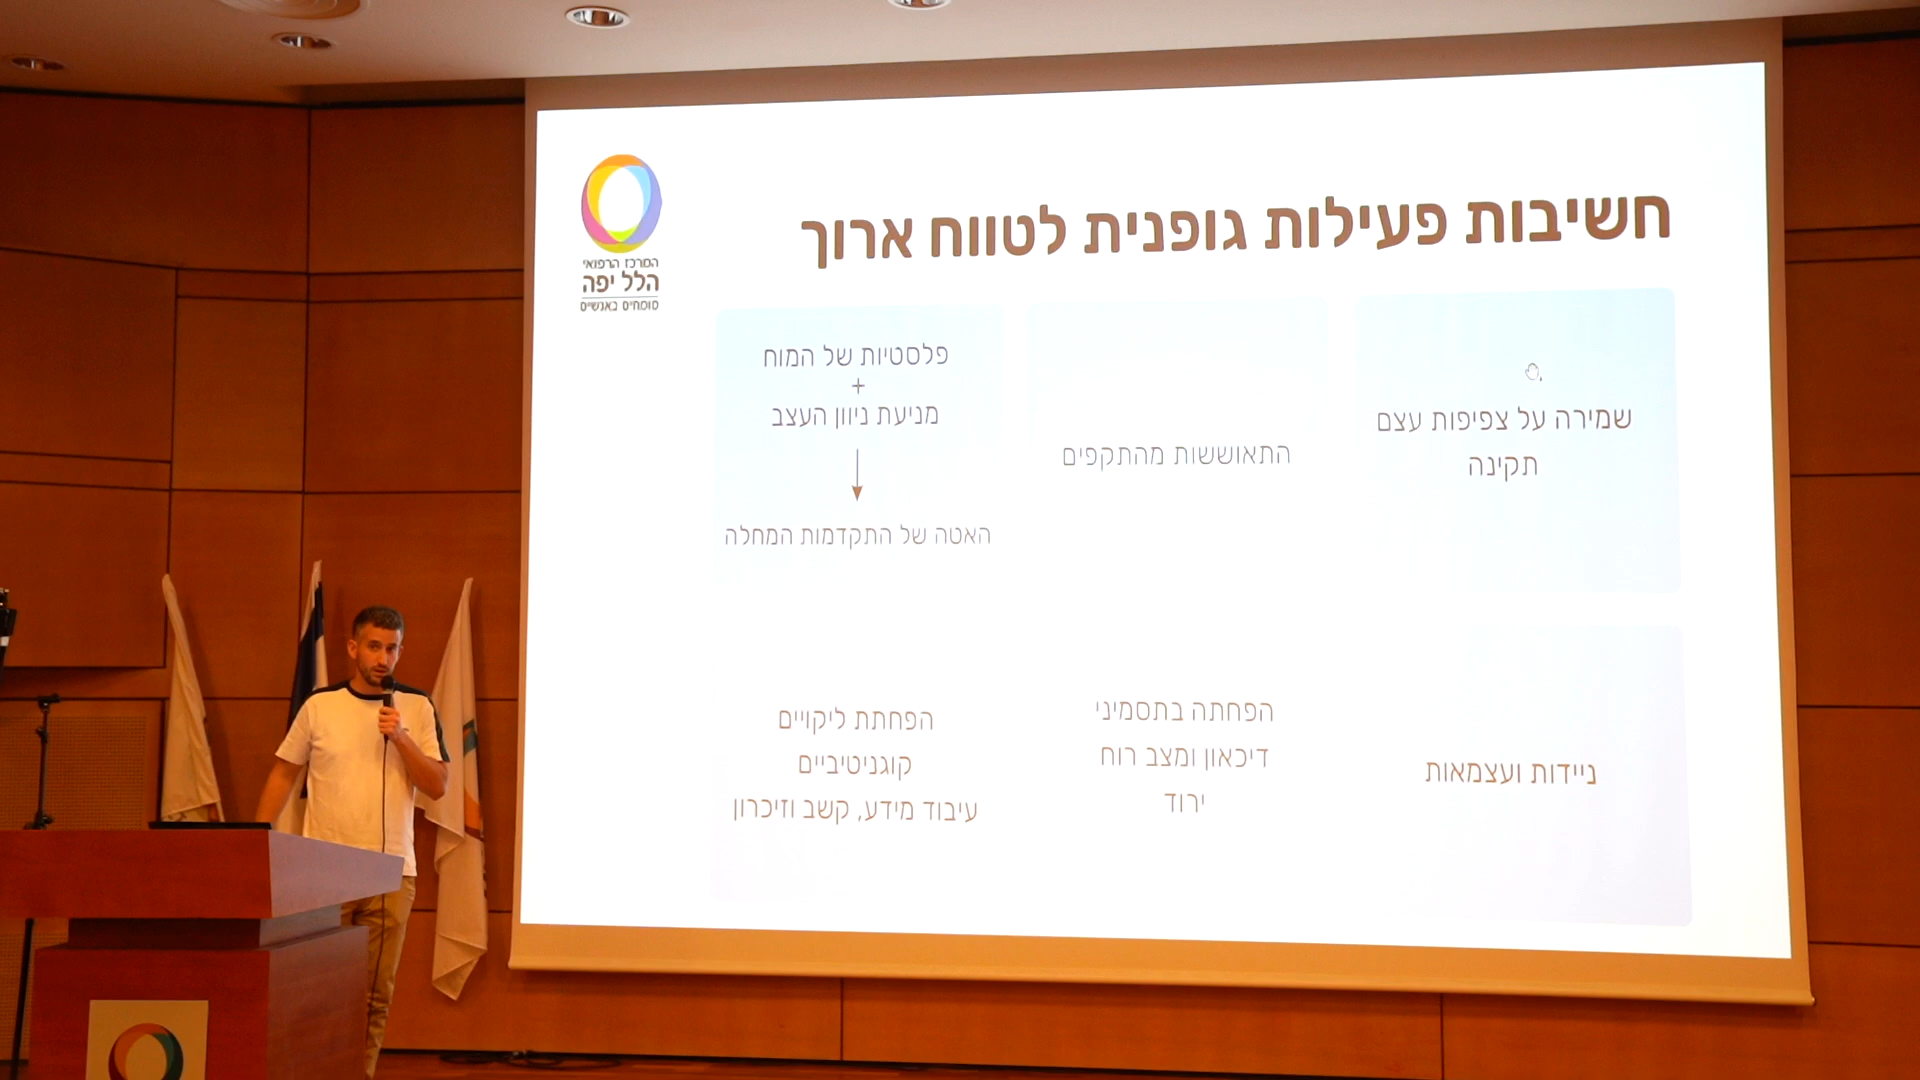 המרכז הרפואי
הלל יפה
מומחים באנשים
חשיבות פעילות גופנית לטווח ארוך
שמירה על צפיפות עצם
תקינה
התאוששות מהתקפים
פלסטיות של המוח
+
מניעת ניוון העצב
האטה של התקדמות המחלה
ניידות ועצמאות
הפחתה בתסמיני
דיכאון ומצב רוח
ירוד
הפחתת ליקויים
קוגניטיביים
עיבוד מידע, קשב וזיכרון